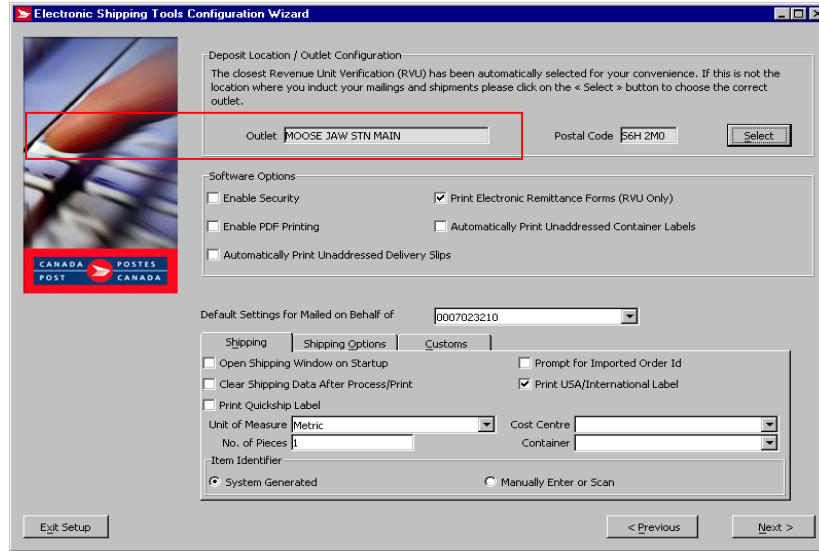 Electronic Shipping Tools Configuration Wizard
Deposit Location / Outlet Configuration
The closest Revenue Unit Verification (RVU) has been automatically selected for your convenience. If this is not the
location where you induct your mailings and shipments please click on the « Select » button to choose the correct
outlet.
Outlet MOOSE JAW STN MAIN Postal Code S6H 2M0 Select
Software Options
Enable Security Print Electronic Remittance Forms (RVU Only)
Enable PDF Printing Automatically Print Unaddressed Container Labels
Automatically Print Unaddressed Delivery Slips
CANADA POSTES
POST CANADA
Default Settings for Mailed on Behalf of 0007023210
Shipping Shipping Options Customs
Open Shipping Window on Startup Prompt for Imported Order Id
Clear Shipping Data After Process/Print Print USA/International Label
Print Quickship Label
Unit of Measure Metric Cost Centre
No. of Pieces 1 Container
Item Identifier
System Generated Manually Enter or Scan
Exit Setup < Previous Next >